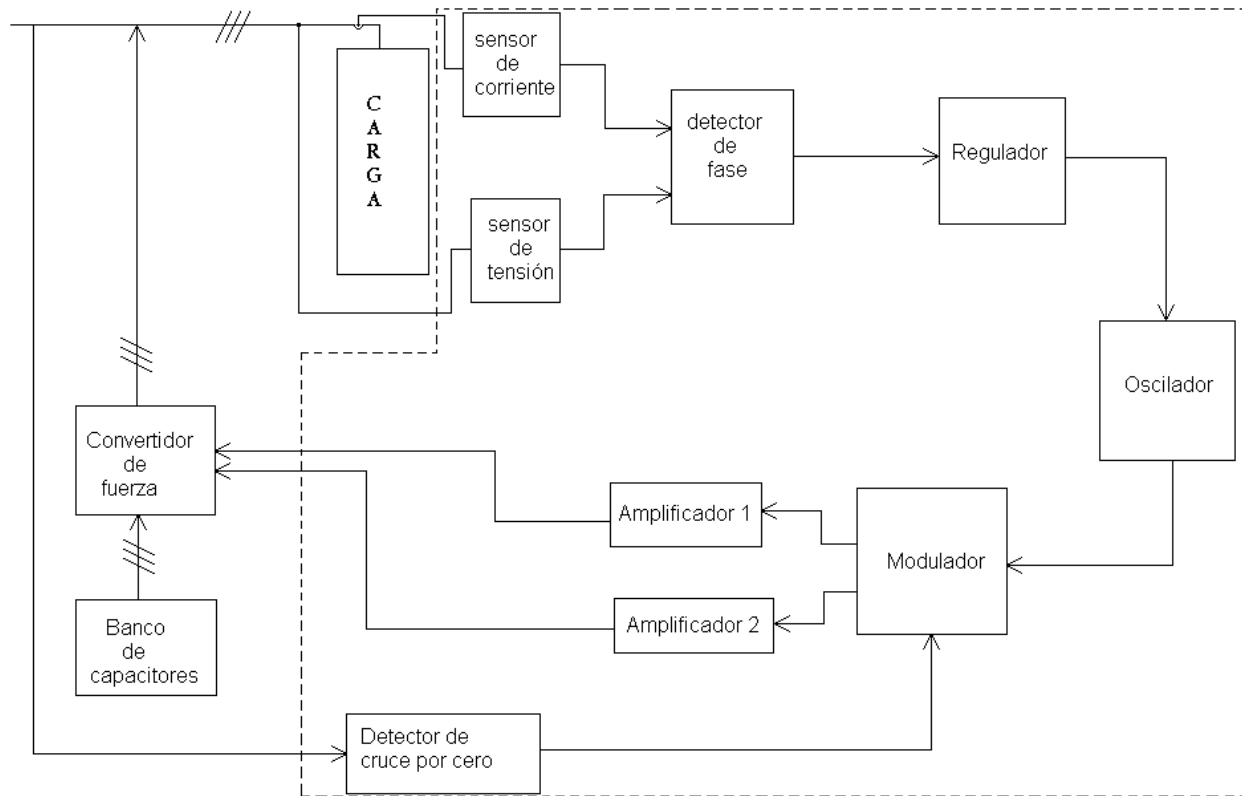 CARGA
sensor
de
corriente
sensor
de
tensión
detector
de
fase
Regulador
Oscilador
Convertidor
de
fuerza
Amplificador 1
Modulador
Amplificador 2
Banco
de
capacitores
Detector de
cruce por cero